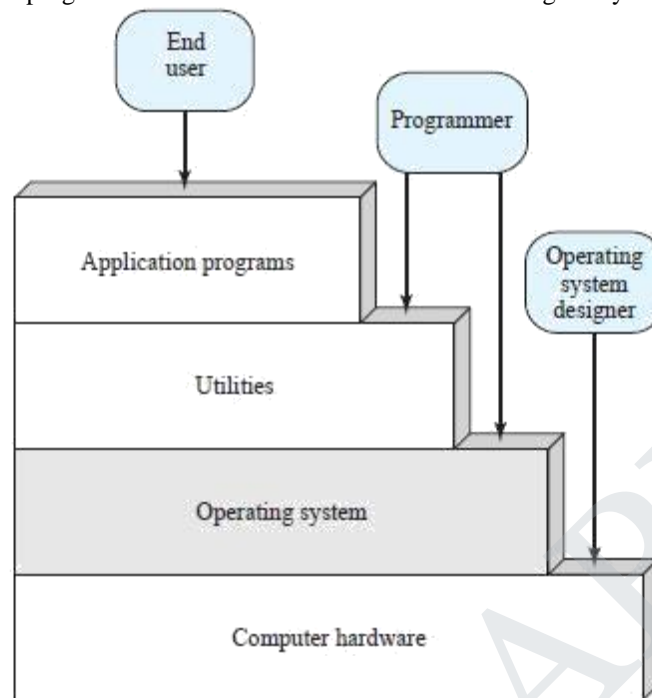 End
user
Programmer
Application programs
Operating
system
designer
Utilities
Operating system
Computer hardware